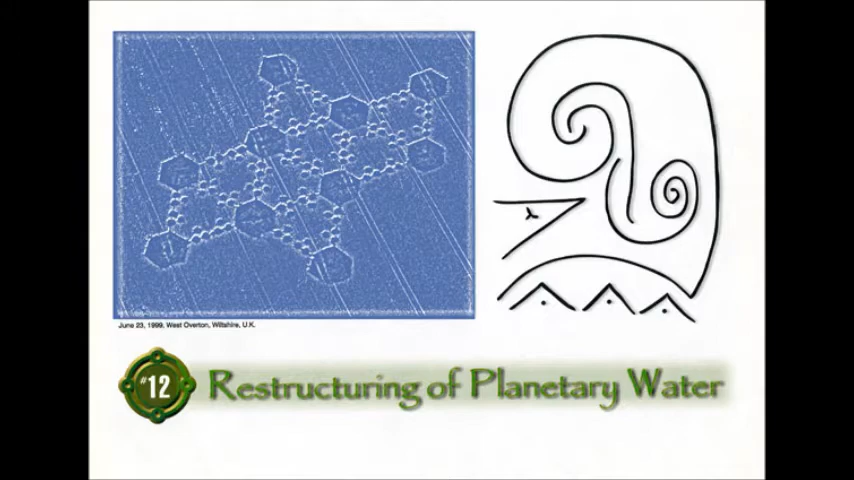 June 23, 1999, West Overton, Wiltshire, U.K.
#12
Restructuring of Planetary Water